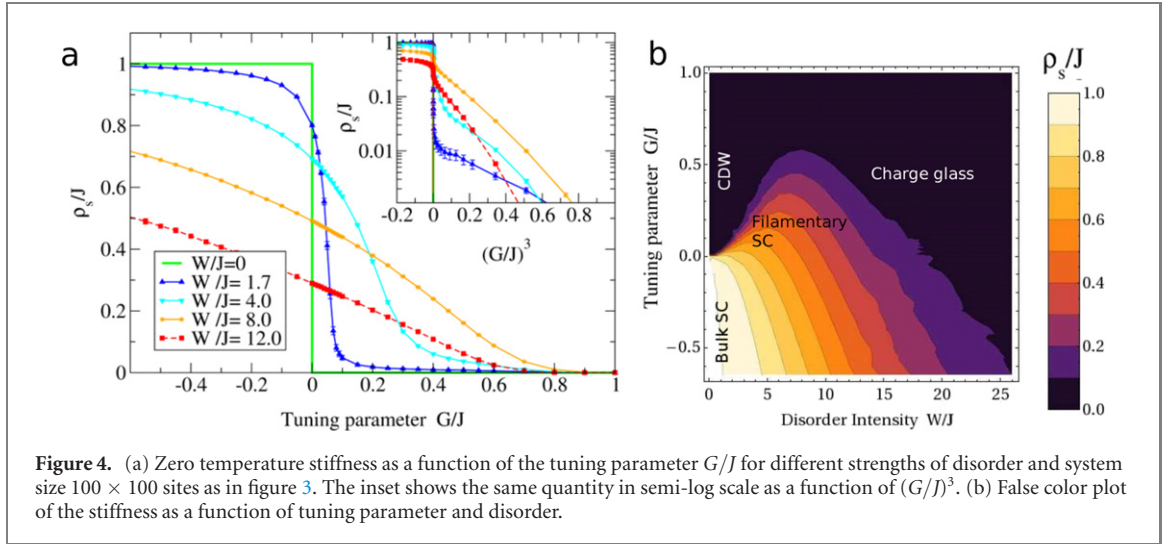 a
ρs/J
1
0.8
0.6
0.4
0.2
0
-0.4
-0.2
0
0.2
0.4
0.6
0.8
1
Tuning parameter G/J
W/J=0
W /J= 1.7
W /J= 4.0
W /J= 8.0
W /J= 12.0
ρs/J
1
0.1
0.01
-0.2
0
0.2
0.4
0.6
0.8
(G/J)³
b
Tuning parameter G/J
1.0
0.5
0.0
−0.5
0
5
10
15
20
25
Disorder Intensity W/J
CDW
Charge glass
Filamentary
SC
Bulk SC
ρs/J
1.0
0.8
0.6
0.4
0.2
0.0
Figure 4. (a) Zero temperature stiffness as a function of the tuning parameter G/J for different strengths of disorder and system
size 100 × 100 sites as in figure 3. The inset shows the same quantity in semi-log scale as a function of (G/J)³. (b) False color plot
of the stiffness as a function of tuning parameter and disorder.